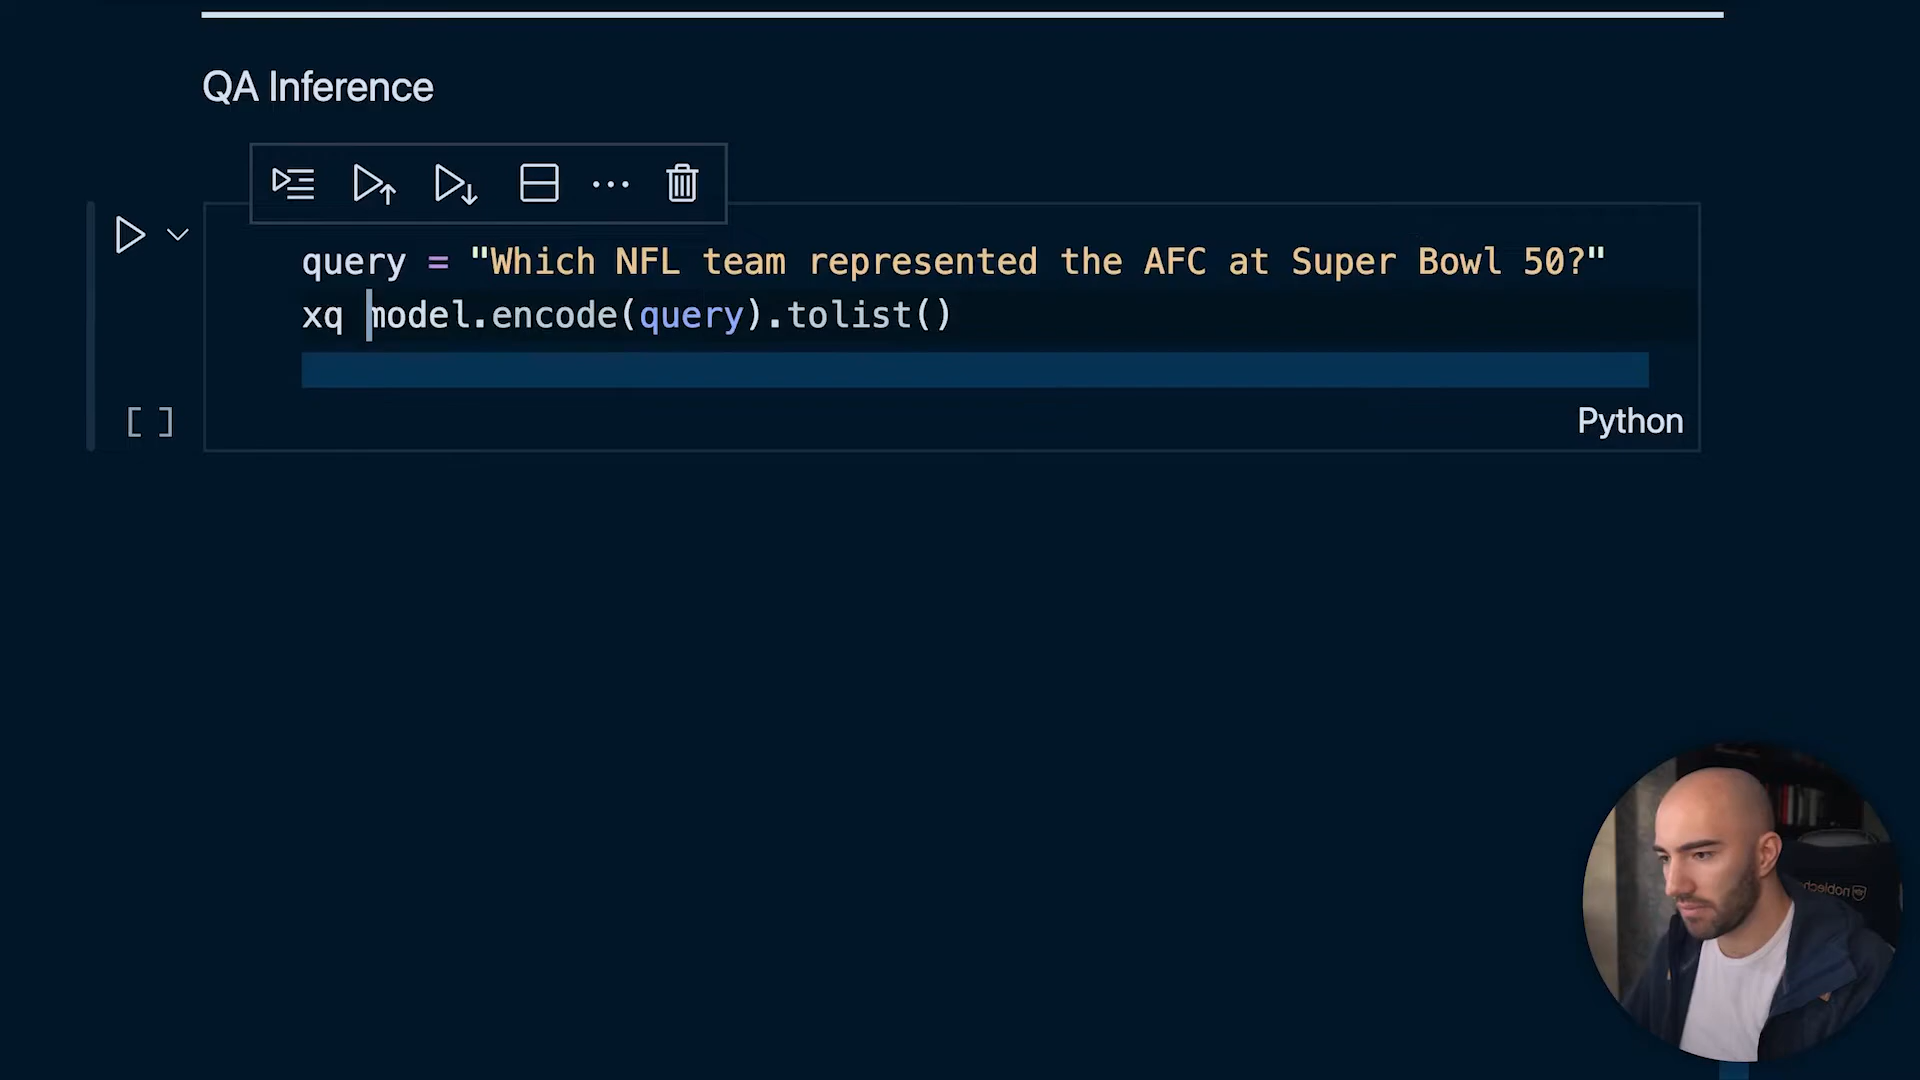 QA Inference
query = "Which NFL team represented the AFC at Super Bowl 50?"
xq model.encode(query).tolist()
[ ]
Python